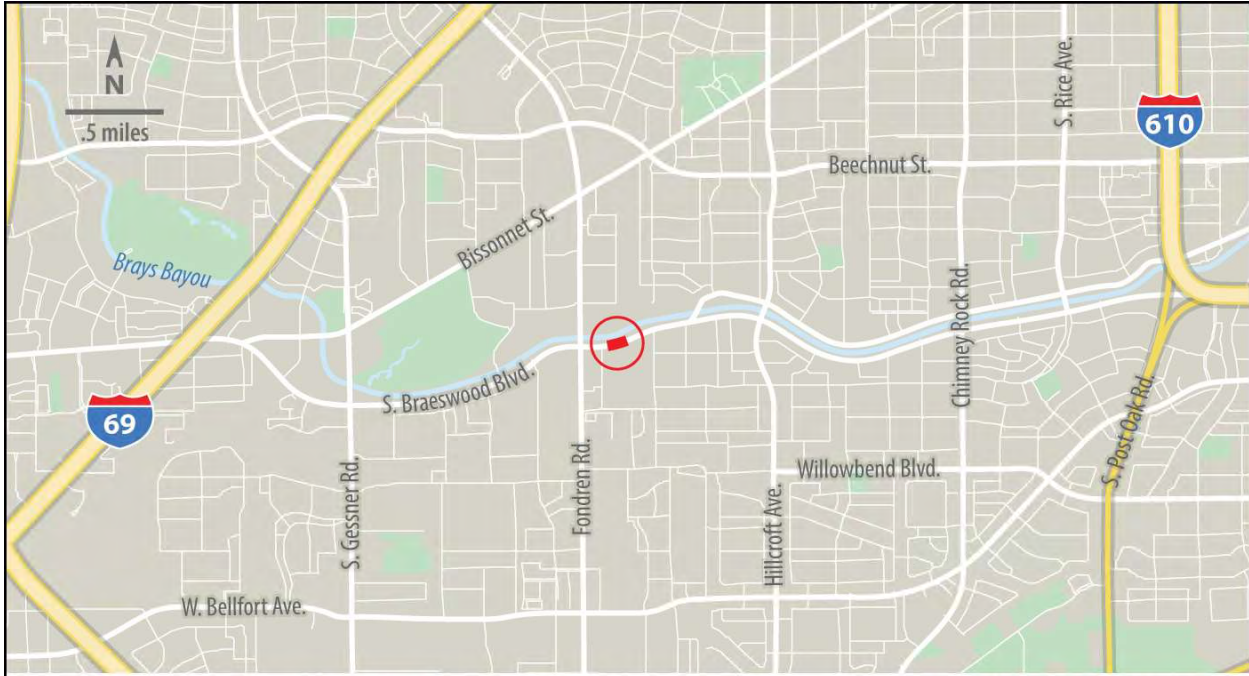 N
.5 miles
S. Rice Ave.
610
Beechnut St.
Bissonnet St.
Brays Bayou
Chimney Rock Rd.
S. Braeswood Blvd.
69
S. Post Oak Rd.
Fondren Rd.
Willowbend Blvd.
S. Gessner Rd.
Hillcroft Ave.
W. Bellfort Ave.